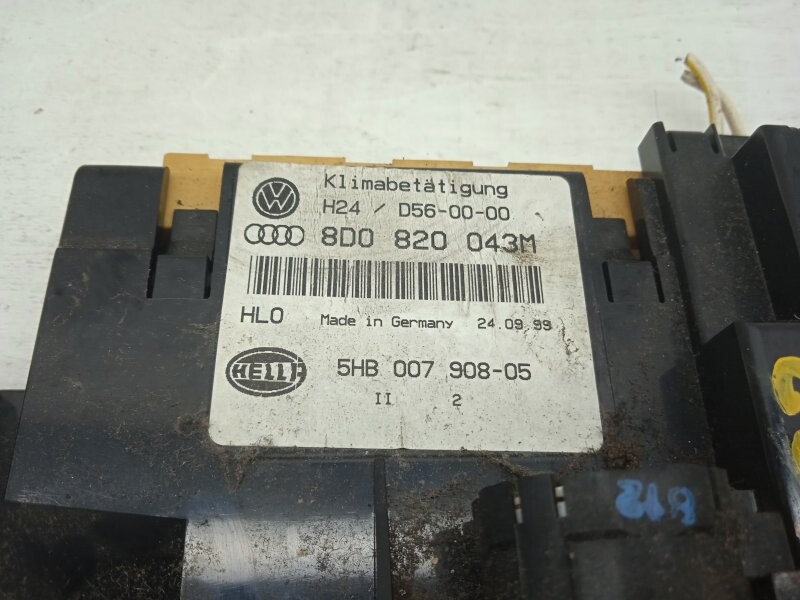 Klimabetätigung
H24 / D56-00-00
8D0 820 043M
HLO Made in Germany 24.09.99
HELLA
5HB 007 908-05
II 2